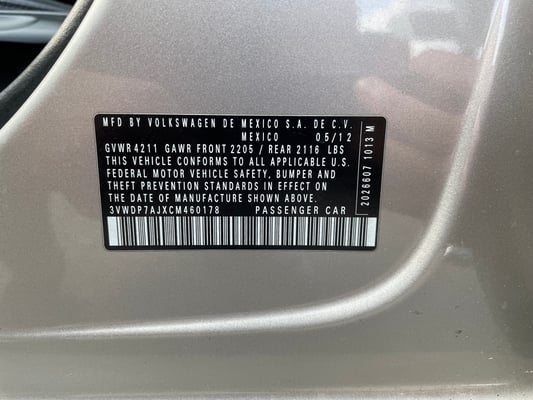 MFD BY VOLKSWAGEN DE MEXICO S.A. DE C.V.
MEXICO 05/12
GVWR 4211 GAWR FRONT 2205 / REAR 2116 LBS
THIS VEHICLE CONFORMS TO ALL APPLICABLE U.S.
FEDERAL MOTOR VEHICLE SAFETY, BUMPER AND
THEFT PREVENTION STANDARDS IN EFFECT ON THE
DATE OF MANUFACTURE SHOWN ABOVE.
3VWDP7AJXCM460178 PASSENGER CAR
2026607 1013 M